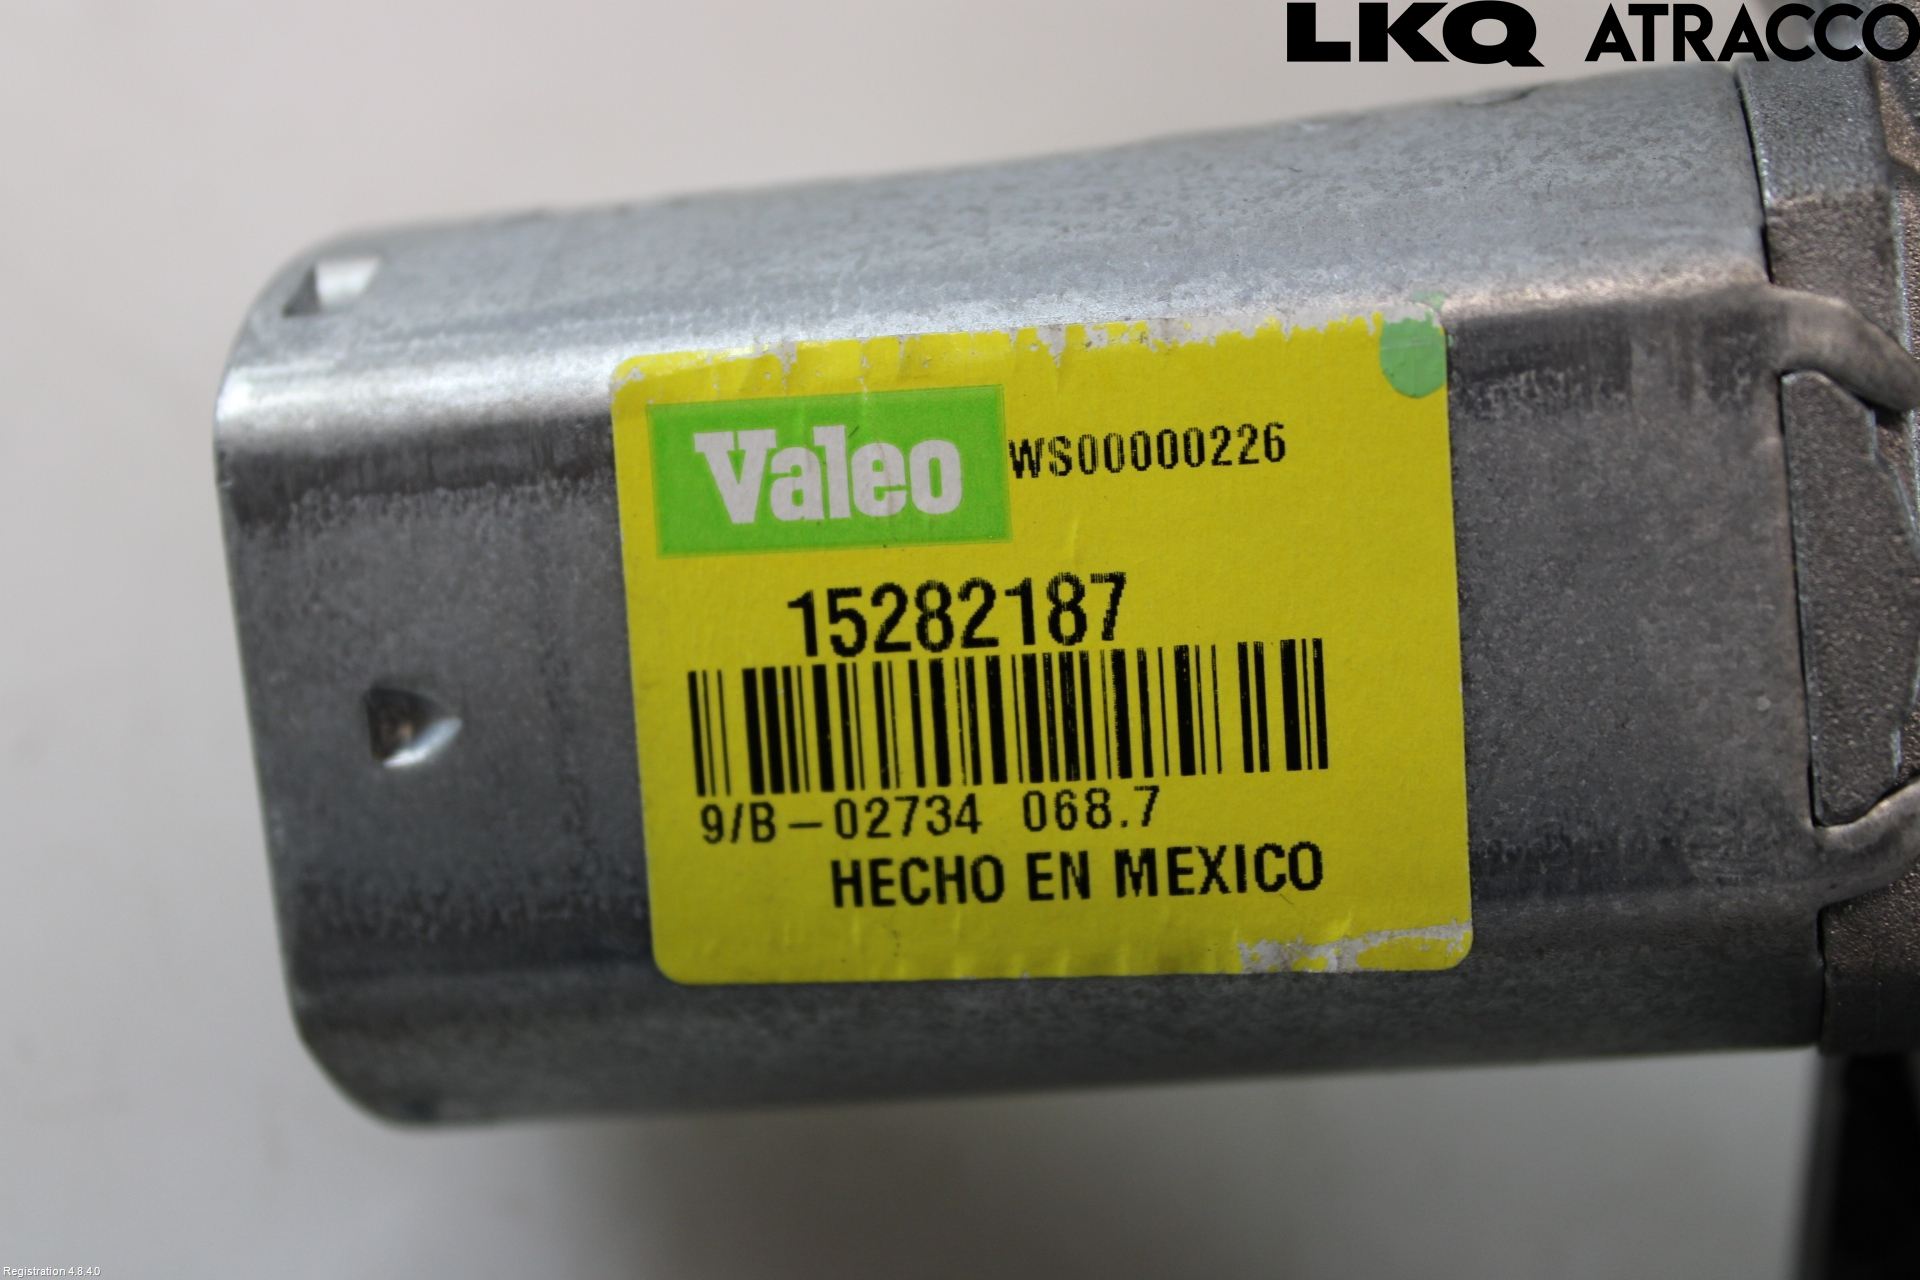 LKQ ATRACCO
Valeo WS00000226
15282187
9/B-02734 068.7
HECHO EN MEXICO
Registration 4.8.4.0